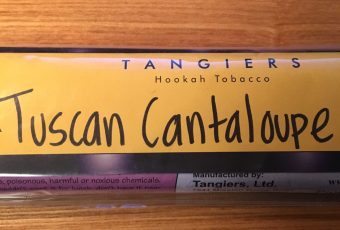 TANGIERS
Hookah Tobacco
Tuscan Cantaloupe
poisonous, harmful or noxious chemicals.
Manufactured by:
Tangiers, Ltd.